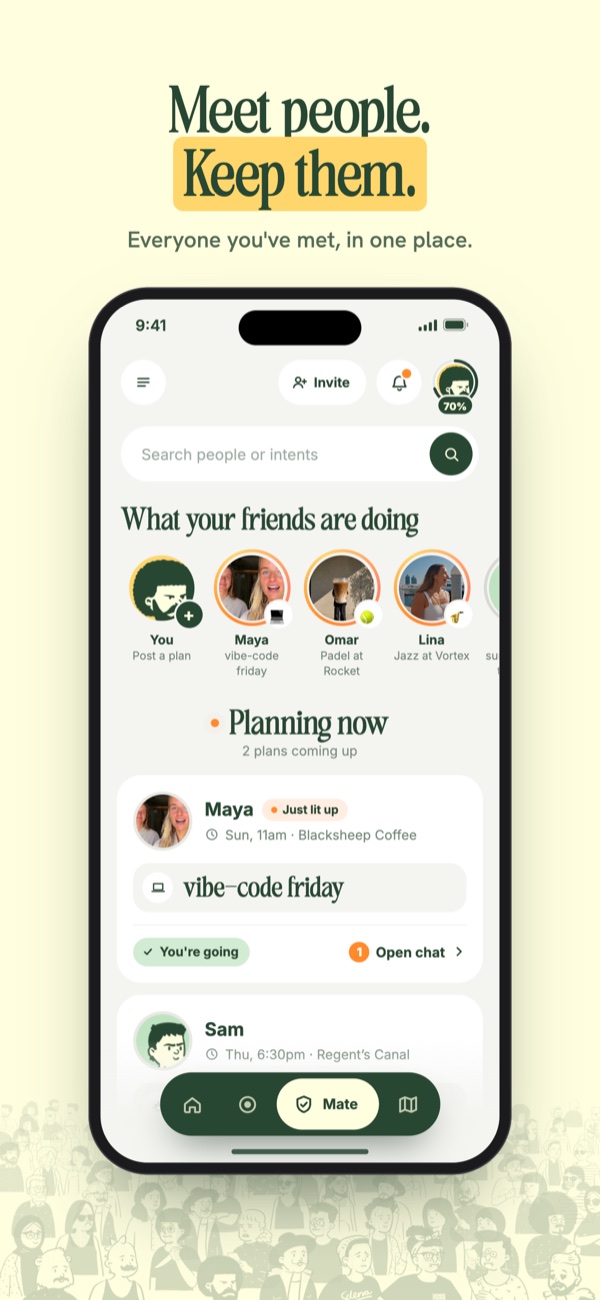 Meet people.
Keep them.
Everyone you've met, in one place.
9:41
Invite
70%
Search people or intents
What your friends are doing
You
Post a plan
Maya
vibe-code
friday
Omar
Padel at
Rocket
Lina
Jazz at Vortex
Planning now
2 plans coming up
Maya
Just lit up
Sun, 11am · Blacksheep Coffee
vibe-code friday
You're going
1
Open chat
Sam
Thu, 6:30pm · Regent's Canal
Mate